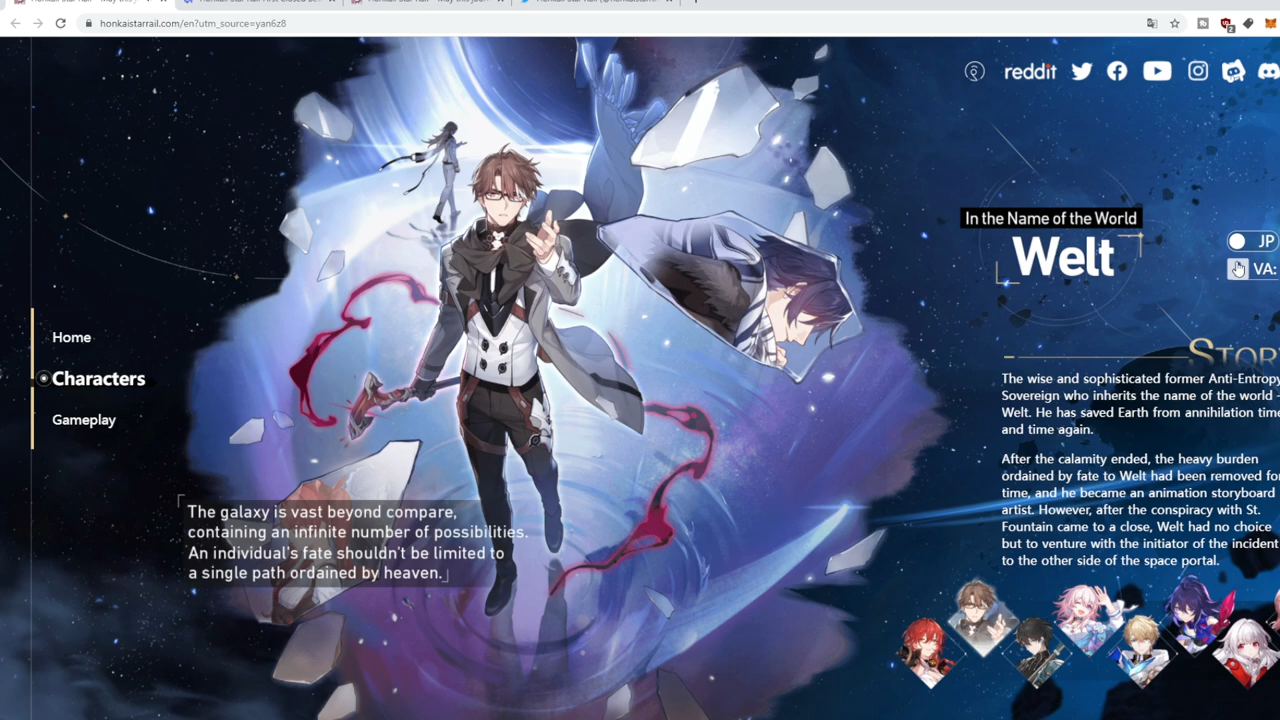 honkaistarrail.com/en?utm_source=yan6z8
reddit
In the Name of the World
Welt
JP
VA:
Home
Characters
Gameplay
STOR
The wise and sophisticated former Anti-Entropy
Sovereign who inherits the name of the world -
Welt. He has saved Earth from annihilation time
and time again.
After the calamity ended, the heavy burden
ordained by fate to Welt had been removed for
time, and he became an animation storyboard
artist. However, after the conspiracy with St.
Fountain came to a close, Welt had no choice
but to venture with the initiator of the incident
to the other side of the space portal.
「The galaxy is vast beyond compare,
containing an infinite number of possibilities.
An individual's fate shouldn't be limited to
a single path ordained by heaven.」